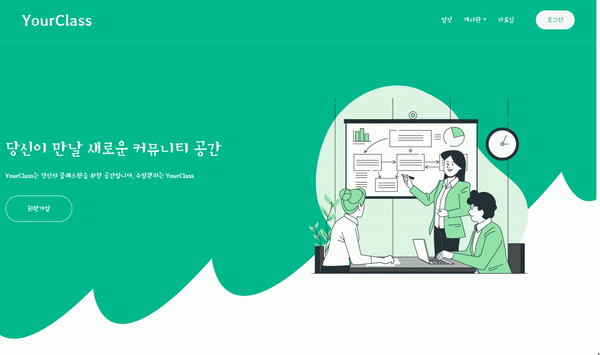 YourClass
일정
게시판
자료실
로그인
당신이 만날 새로운 커뮤니티 공간
YourClass는 당신의 클래스만을 위한 공간입니다, 수업관리는 YourClass
회원가입